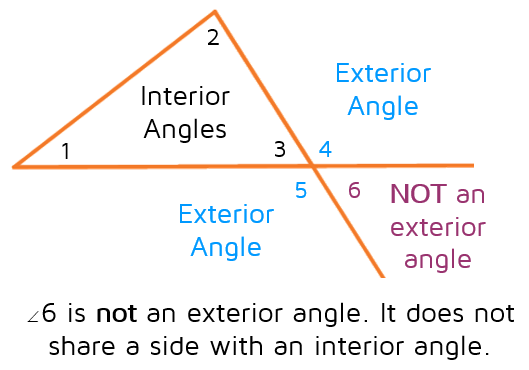 2
Exterior
Angle
Interior
Angles
1
3
4
5
6
NOT an
exterior
angle
Exterior
Angle
∠6 is not an exterior angle. It does not
share a side with an interior angle.